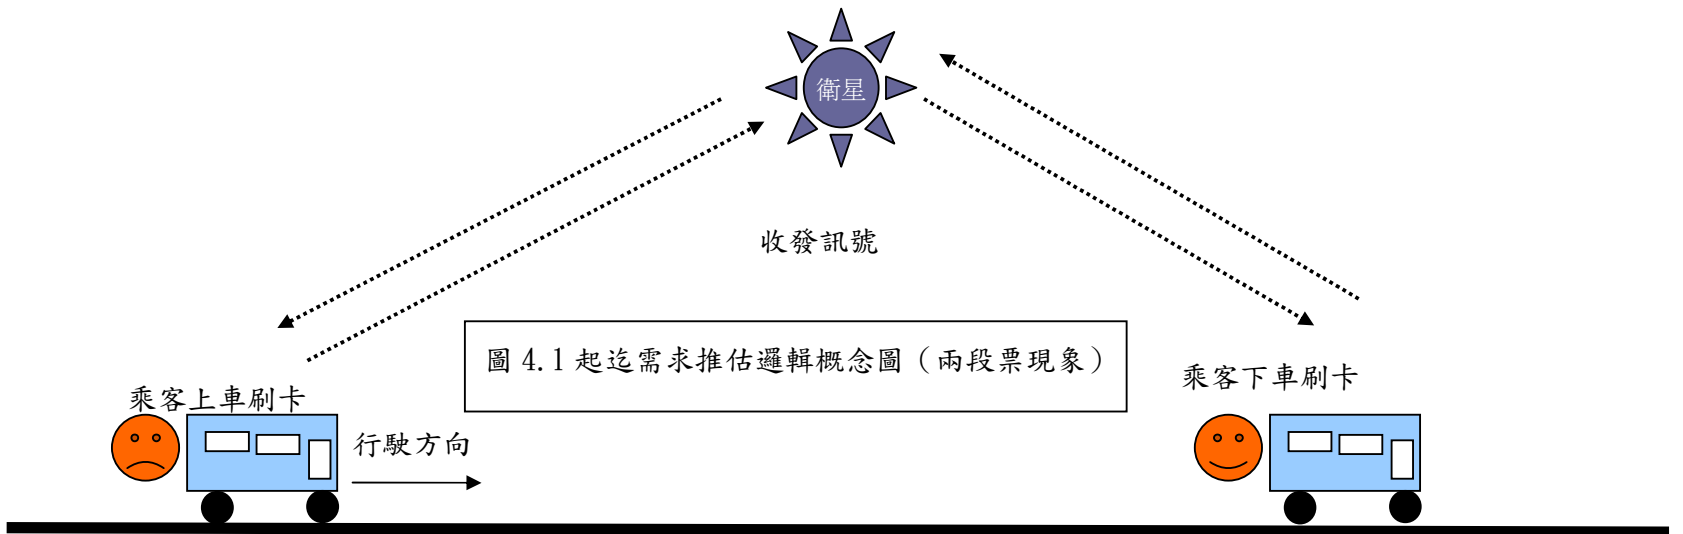 衛星
收發訊號
圖 4.1 起迄需求推估邏輯概念圖（兩段票現象）
乘客上車刷卡
乘客下車刷卡
行駛方向